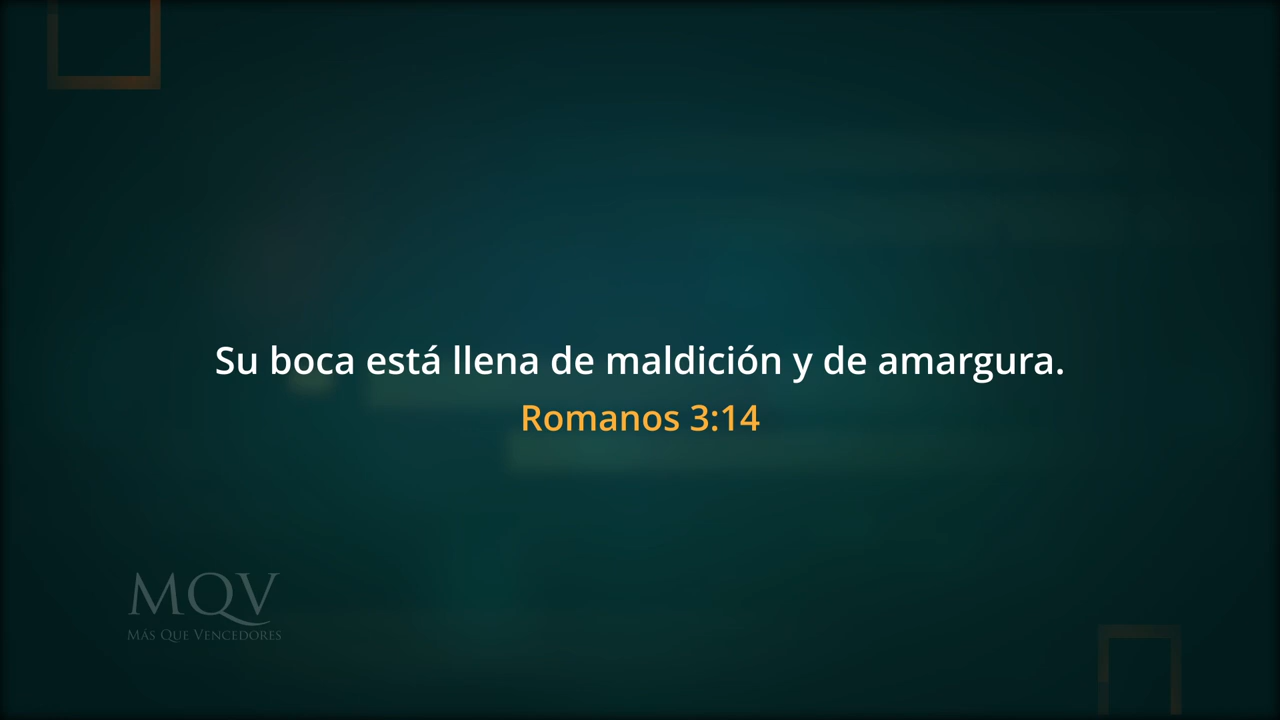 Su boca está llena de maldición y de amargura.
Romanos 3:14
MQV
Más Que Vencedores